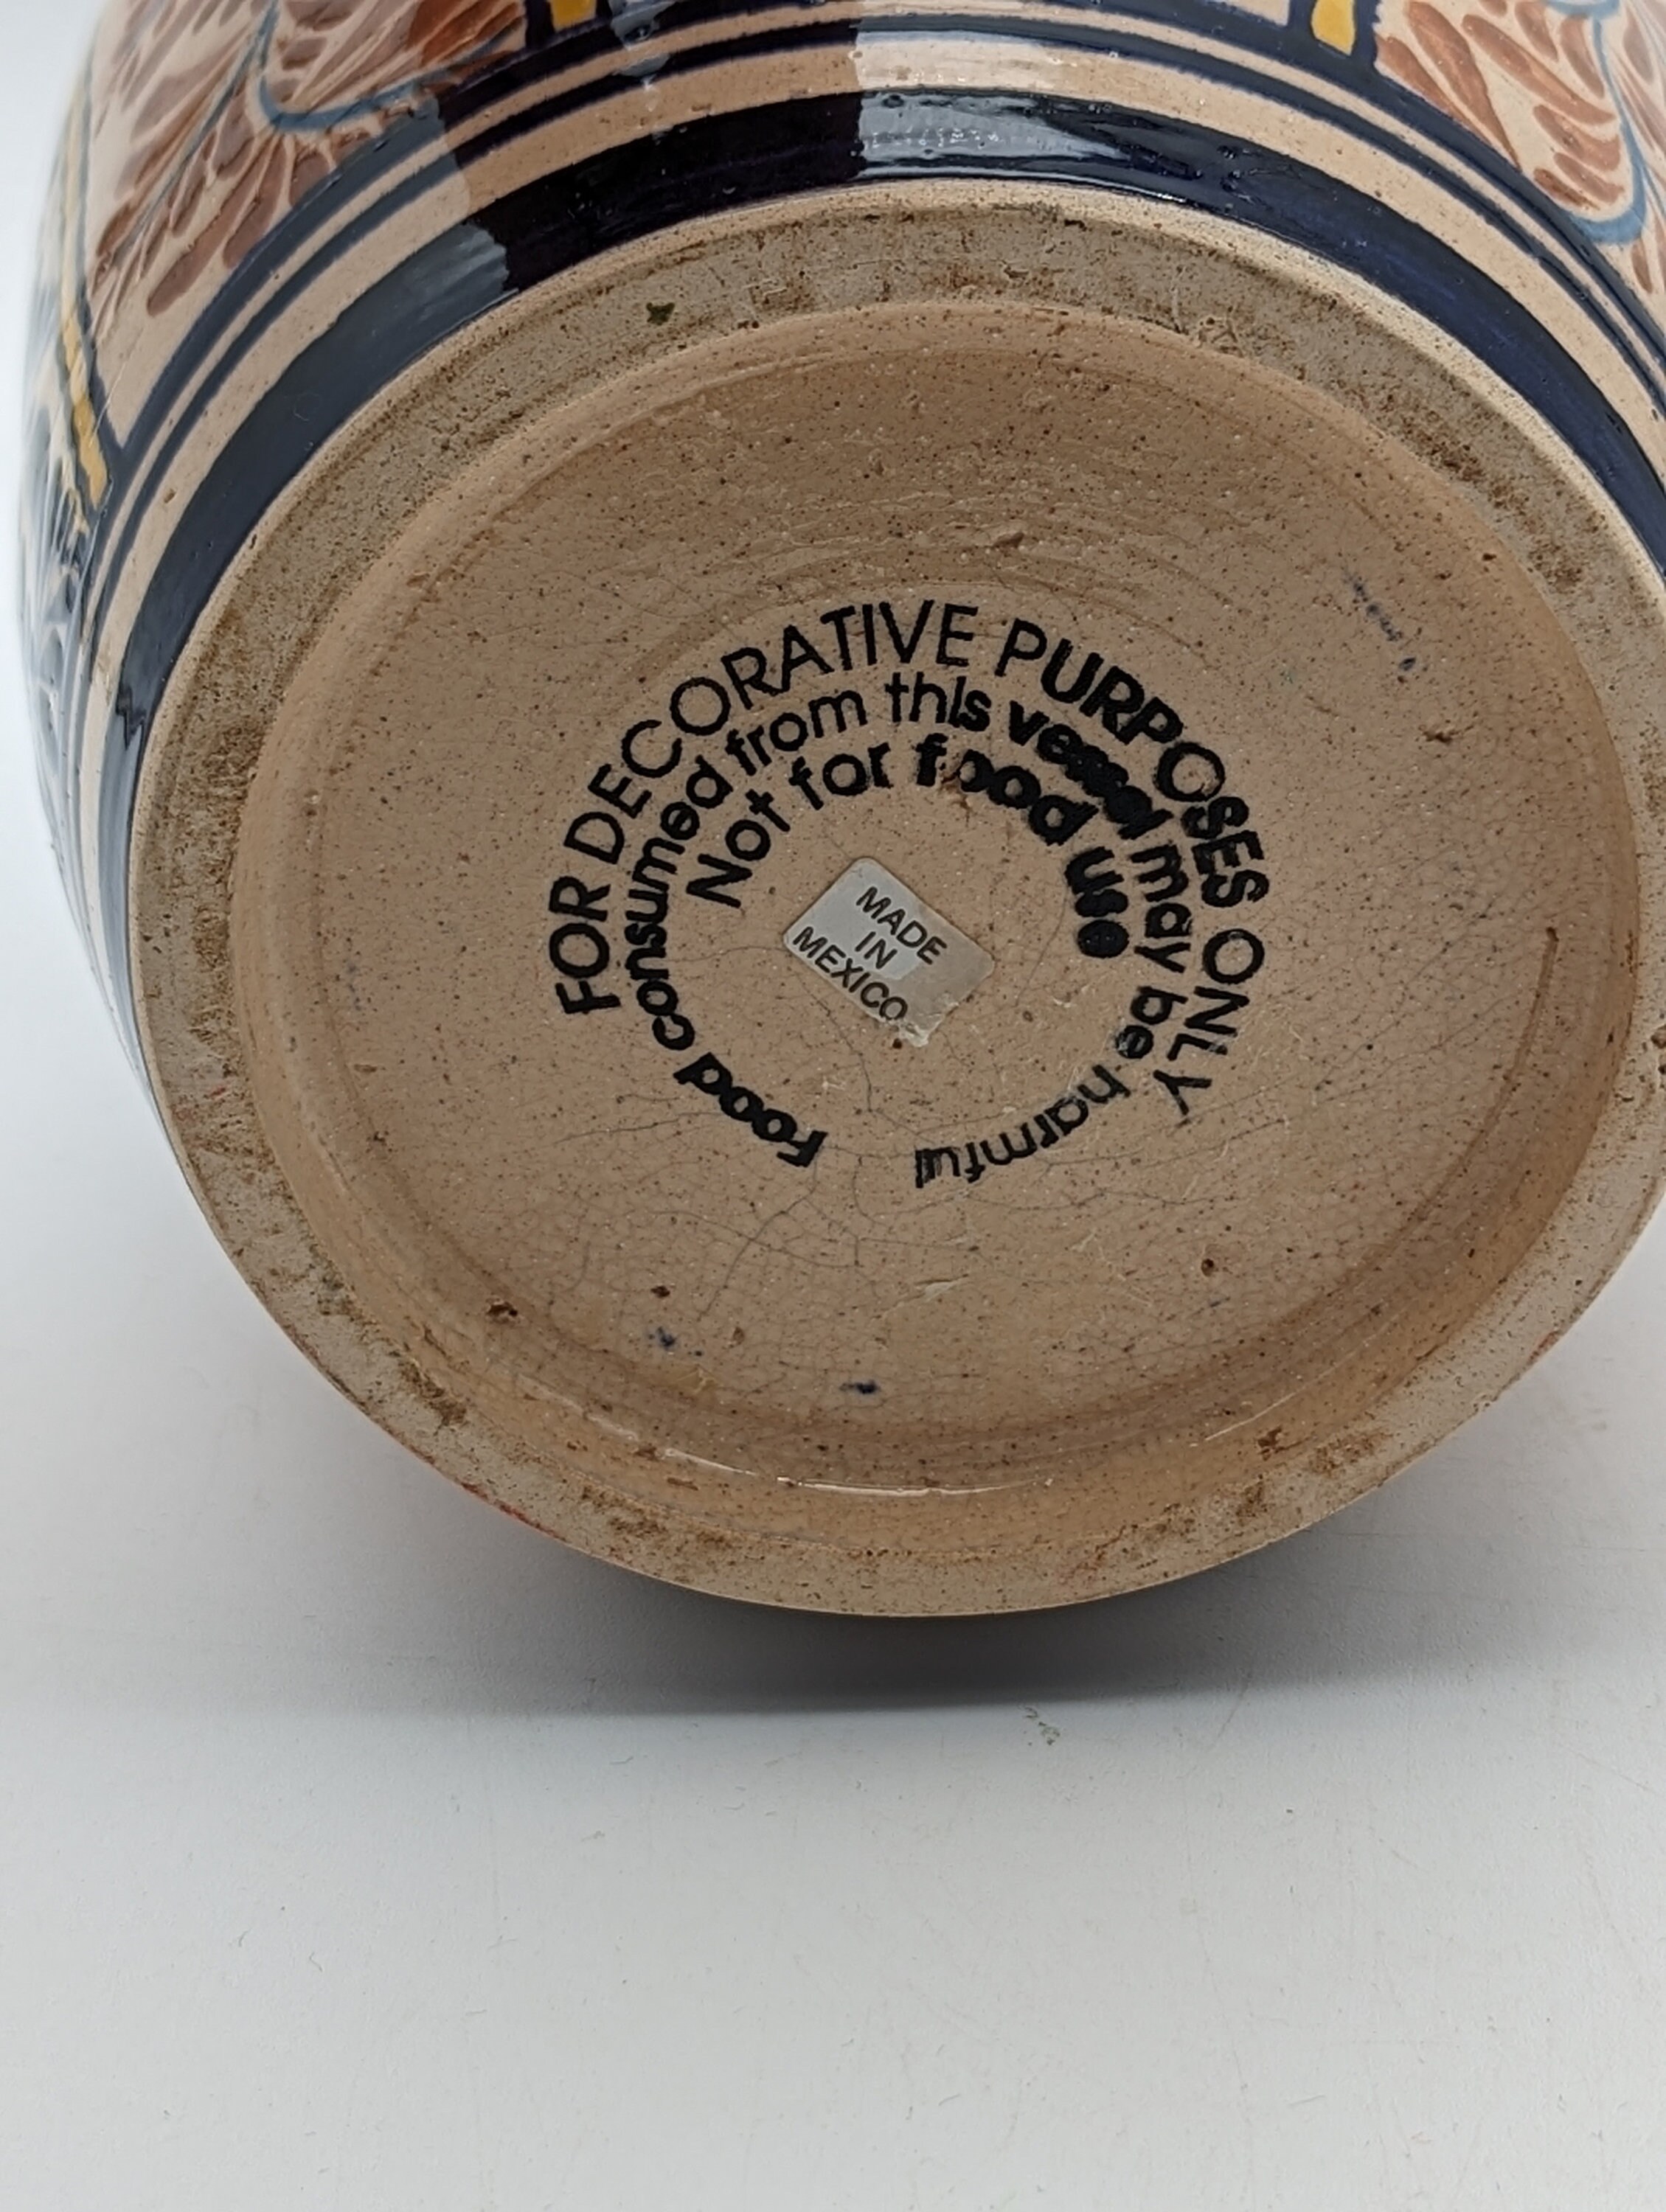 FOR DECORATIVE PURPOSES ONLY
Food consumed from this vessel may be harmful
Not for food use
MADE
IN
MEXICO